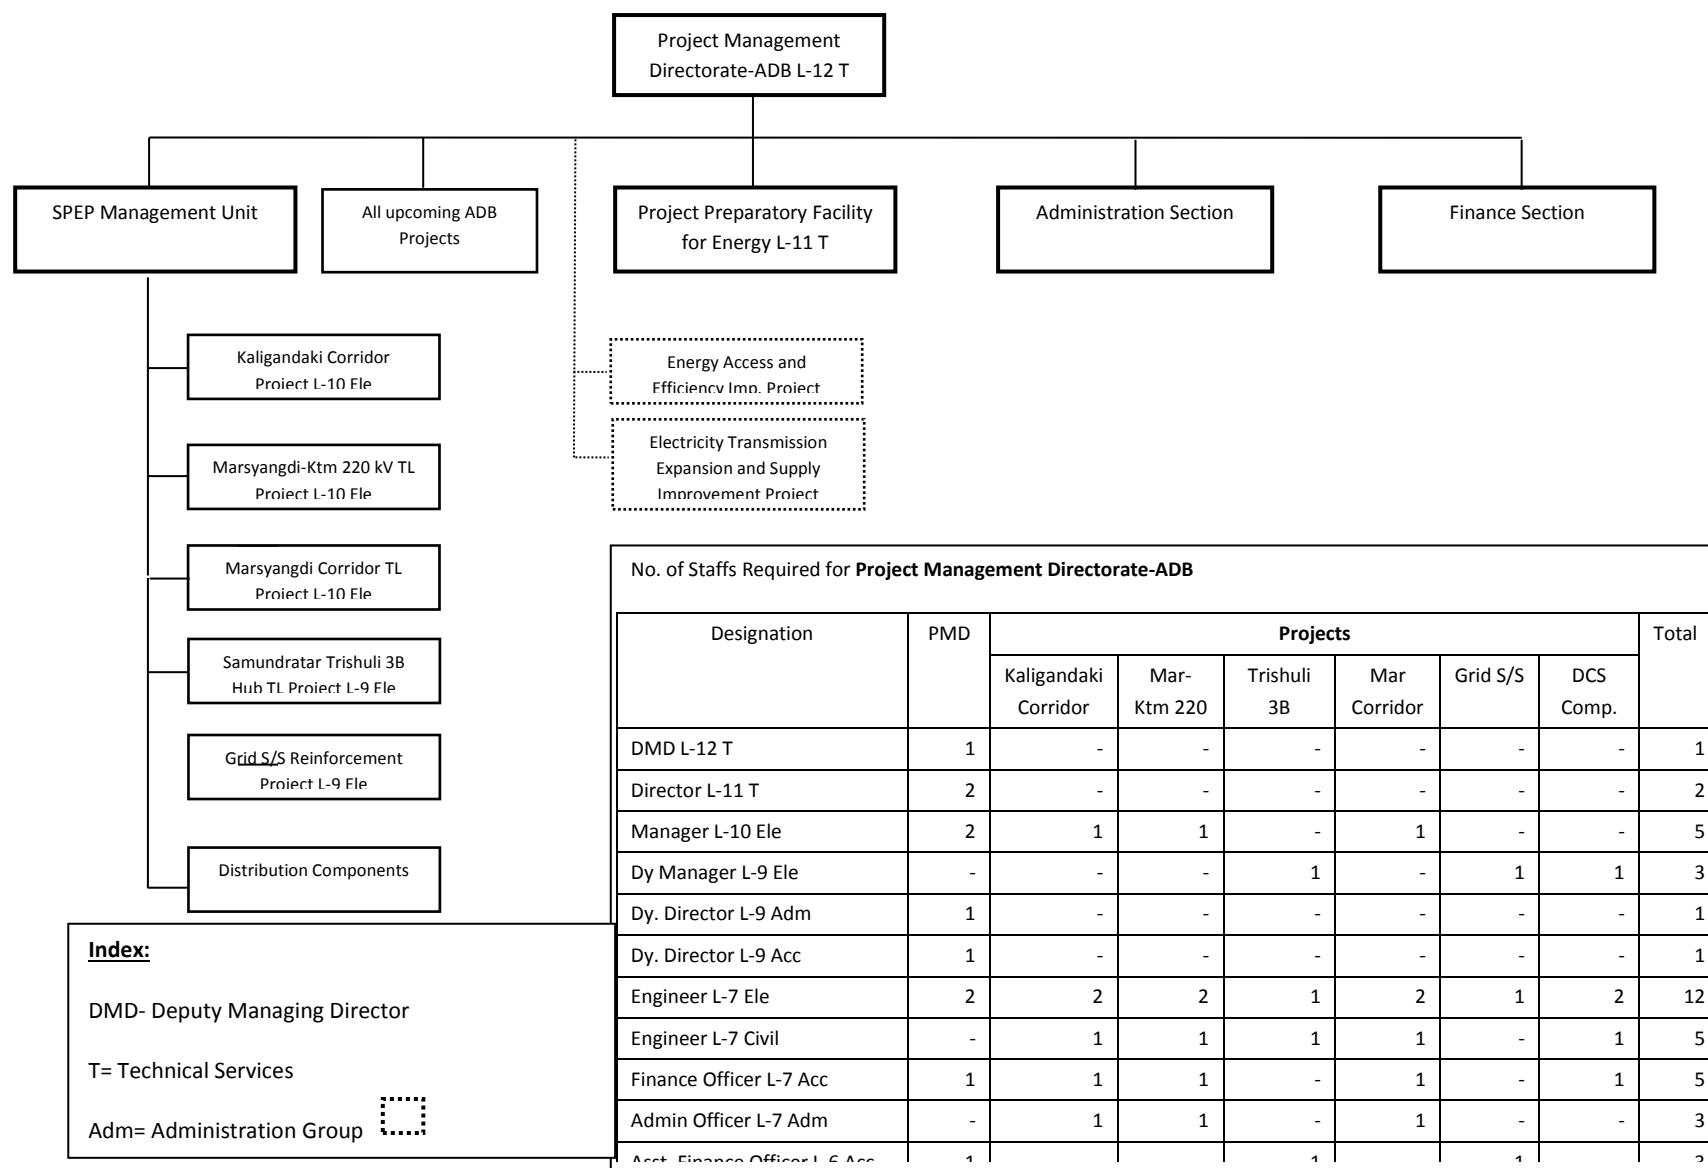 Project Management
Directorate-ADB L-12 T
SPEP Management Unit
All upcoming ADB
Projects
Project Preparatory Facility
for Energy L-11 T
Administration Section
Finance Section
Kaligandaki Corridor
Project L-10 Ele
Marsyangdi-Ktm 220 kV TL
Project L-10 Ele
Marsyangdi Corridor TL
Project L-10 Ele
Samundratar Trishuli 3B
Hub TL Project L-9 Ele
Grid S/S Reinforcement
Project L-9 Ele
Distribution Components
Energy Access and
Efficiency Imp. Project
Electricity Transmission
Expansion and Supply
Improvement Project
Index:
DMD- Deputy Managing Director
T= Technical Services
Adm= Administration Group
No. of Staffs Required for Project Management Directorate-ADB
Designation PMD Projects Total
Kaligandaki Corridor Mar-Ktm 220 Trishuli 3B Mar Corridor Grid S/S DCS Comp.
DMD L-12 T 1 - - - - - - 1
Director L-11 T 2 - - - - - - 2
Manager L-10 Ele 2 1 1 - 1 - - 5
Dy Manager L-9 Ele - - - 1 - 1 1 3
Dy. Director L-9 Adm 1 - - - - - - 1
Dy. Director L-9 Acc 1 - - - - - - 1
Engineer L-7 Ele 2 2 2 1 2 1 2 12
Engineer L-7 Civil - 1 1 1 1 - 1 5
Finance Officer L-7 Acc 1 1 1 - 1 - 1 5
Admin Officer L-7 Adm - 1 1 - 1 - - 3
Asst. Finance Officer L-6 Acc 1 1 1 3